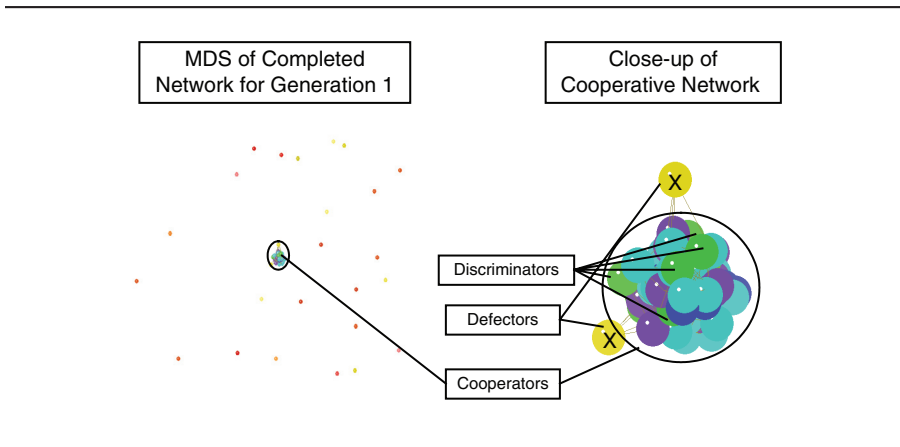 MDS of Completed
Network for Generation 1
Close-up of
Cooperative Network
X
Discriminators
Defectors
X
Cooperators